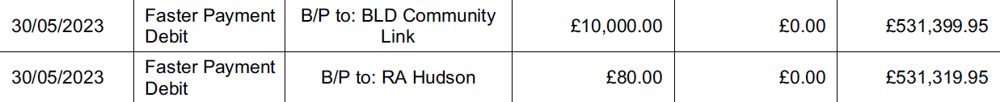 30/05/2023 Faster Payment Debit B/P to: BLD Community Link £10,000.00 £0.00 £531,399.95
30/05/2023 Faster Payment Debit B/P to: RA Hudson £80.00 £0.00 £531,319.95